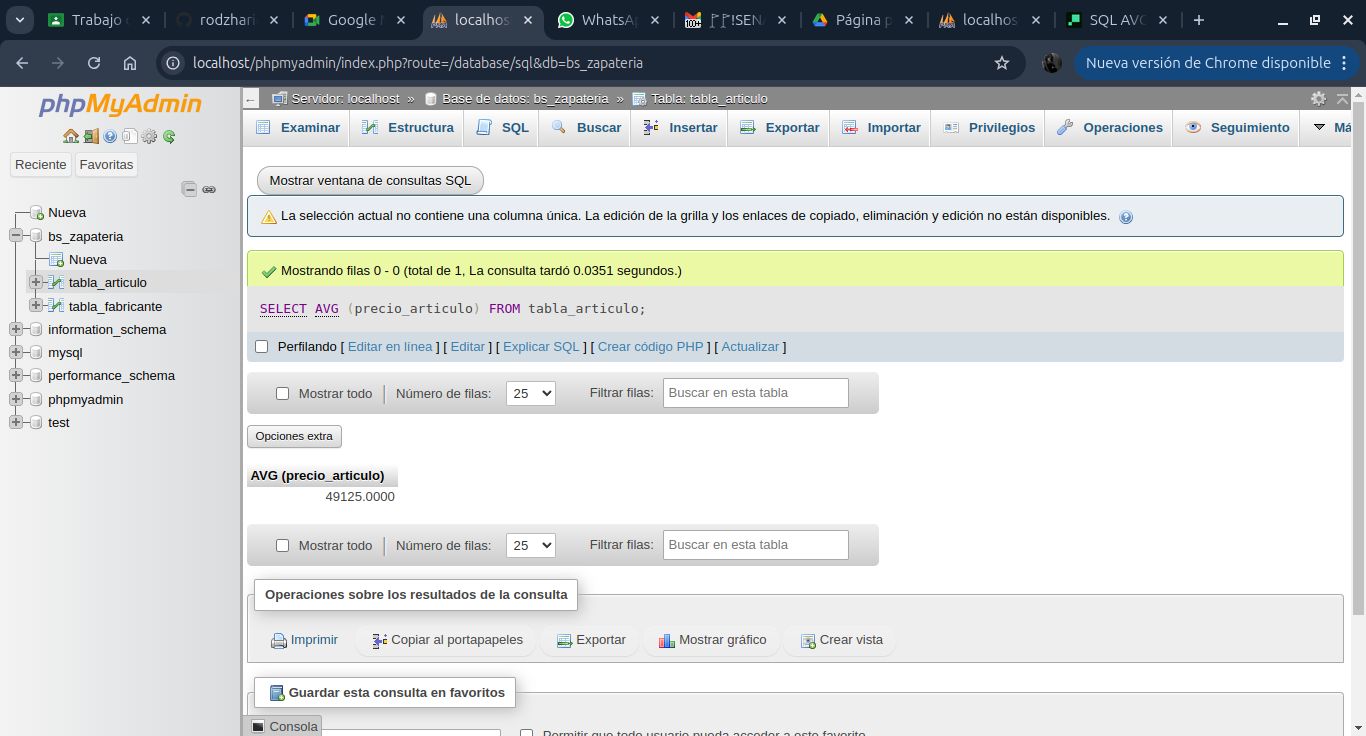 Trabajo
rodzhar
Google
localhos
WhatsA
!SEN
Página p
localhos
SQL AVG
localhost/phpmyadmin/index.php?route=/database/sql&db=bs_zapateria
Nueva versión de Chrome disponible
phpMyAdmin
Reciente
Favoritas
Nueva
bs_zapateria
Nueva
tabla_articulo
tabla_fabricante
information_schema
mysql
performance_schema
phpmyadmin
test
Servidor: localhost » Base de datos: bs_zapateria » Tabla: tabla_articulo
Examinar Estructura SQL Buscar Insertar Exportar Importar Privilegios Operaciones Seguimiento Má
Mostrar ventana de consultas SQL
La selección actual no contiene una columna única. La edición de la grilla y los enlaces de copiado, eliminación y edición no están disponibles.
Mostrando filas 0 - 0 (total de 1, La consulta tardó 0.0351 segundos.)
SELECT AVG (precio_articulo) FROM tabla_articulo;
Perfilando [ Editar en línea ] [ Editar ] [ Explicar SQL ] [ Crear código PHP ] [ Actualizar ]
Mostrar todo | Número de filas: 25 Filtrar filas: Buscar en esta tabla
Opciones extra
AVG (precio_articulo)
49125.0000
Mostrar todo | Número de filas: 25 Filtrar filas: Buscar en esta tabla
Operaciones sobre los resultados de la consulta
Imprimir Copiar al portapapeles Exportar Mostrar gráfico Crear vista
Guardar esta consulta en favoritos
Consola
Permitir que todo usuario pueda acceder a este favorito